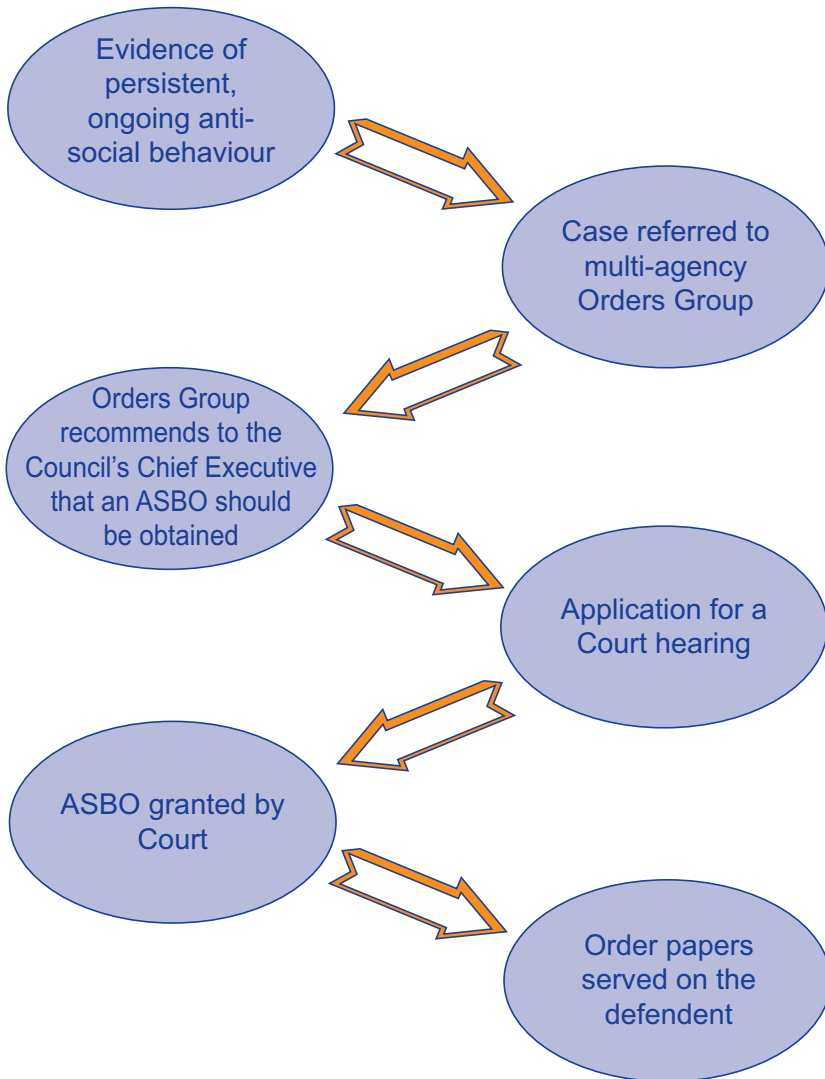 Evidence of
persistent,
ongoing anti-
social behaviour
Case referred to
multi-agency
Orders Group
Orders Group
recommends to the
Council's Chief Executive
that an ASBO should
be obtained
Application for a
Court hearing
ASBO granted by
Court
Order papers
served on the
defendent